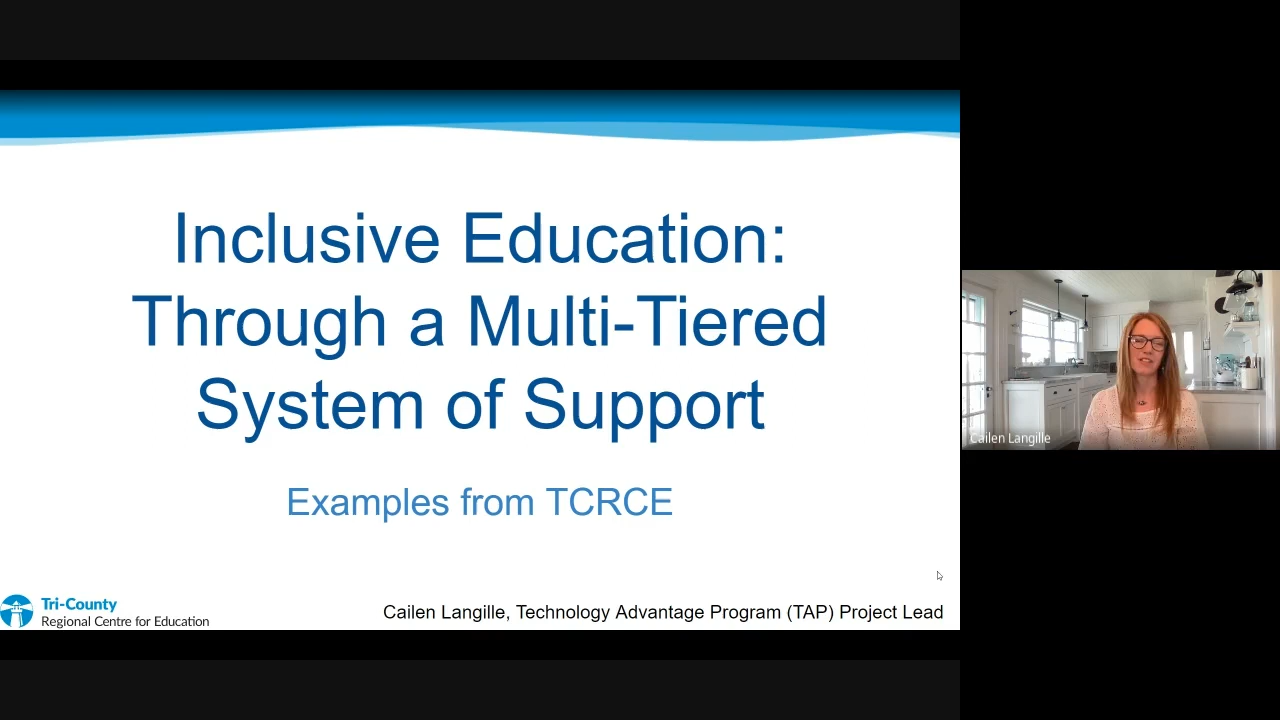 Inclusive Education:
Through a Multi-Tiered
System of Support
Examples from TCRCE
Tri-County
Regional Centre for Education
Cailen Langille, Technology Advantage Program (TAP) Project Lead
Cailen Langille